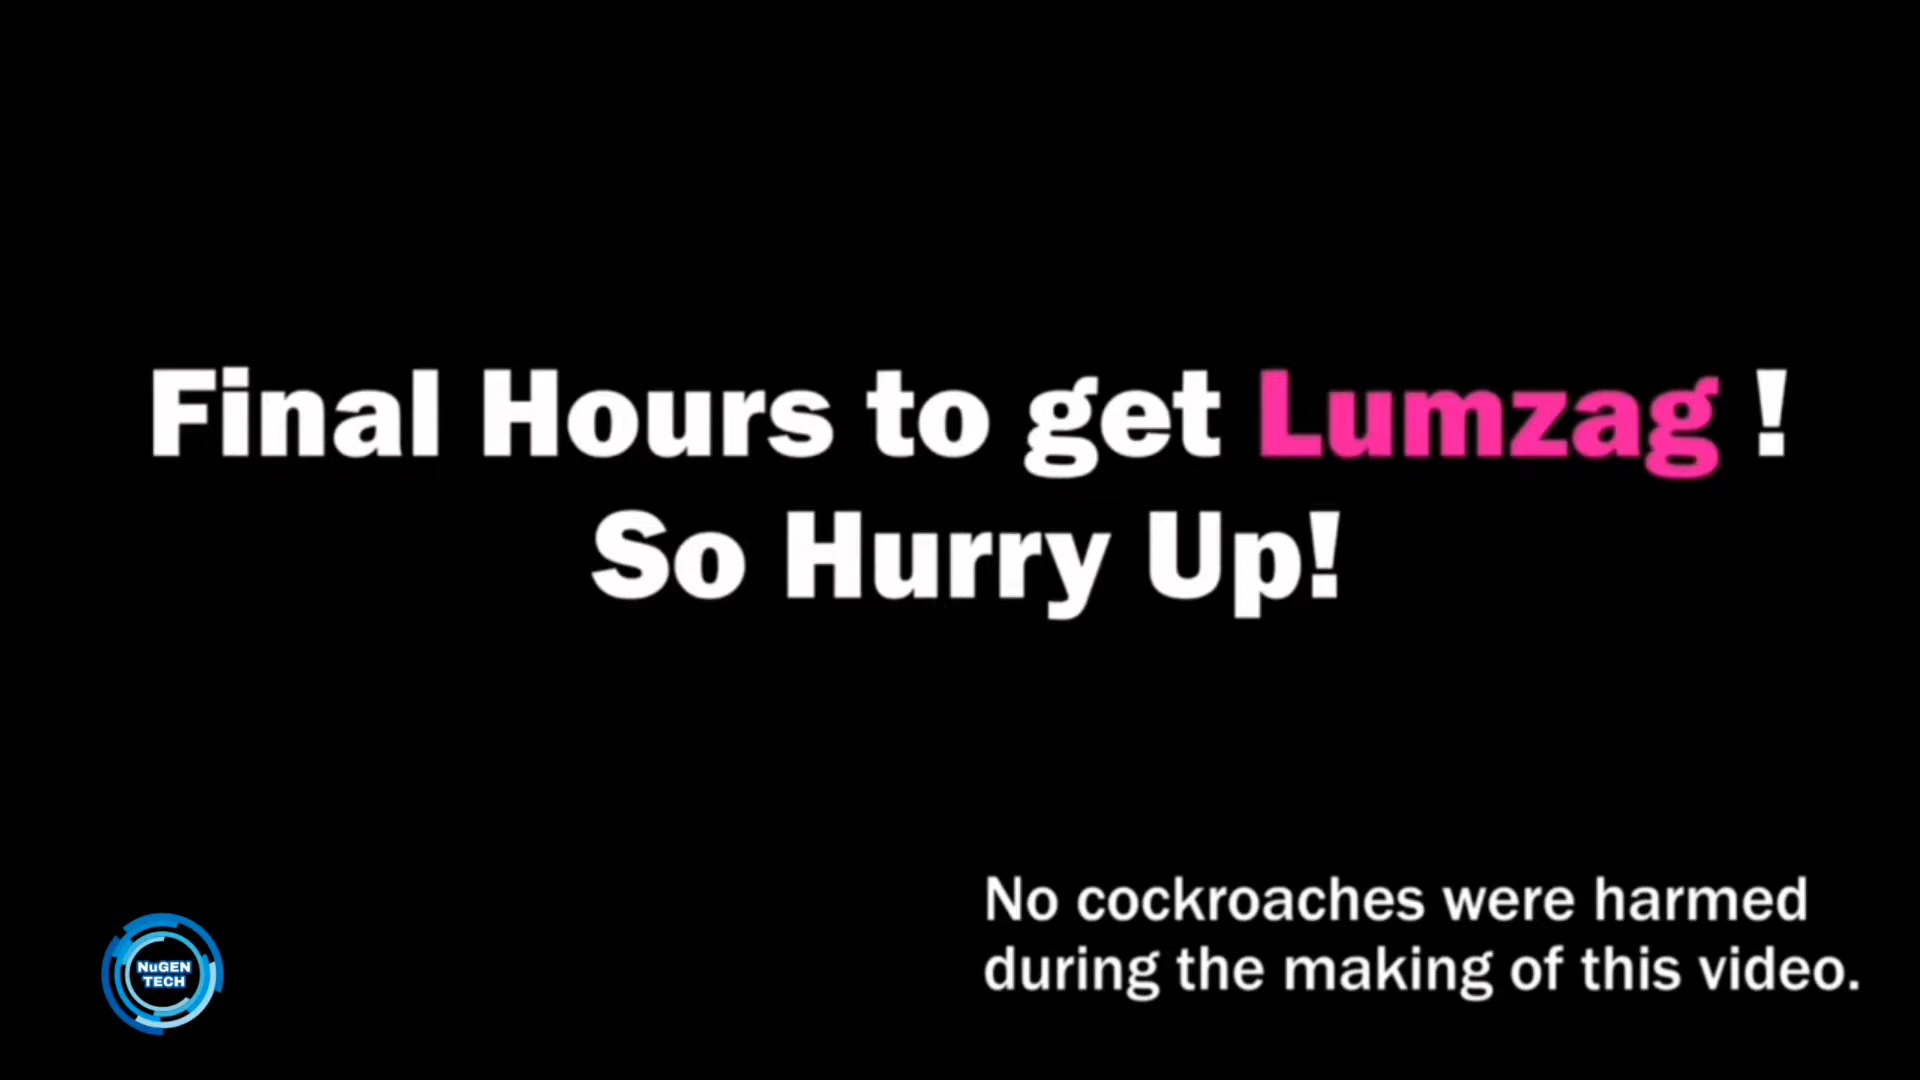 Final Hours to get Lumzag !
So Hurry Up!
No cockroaches were harmed
during the making of this video.
NuGEN
TECH